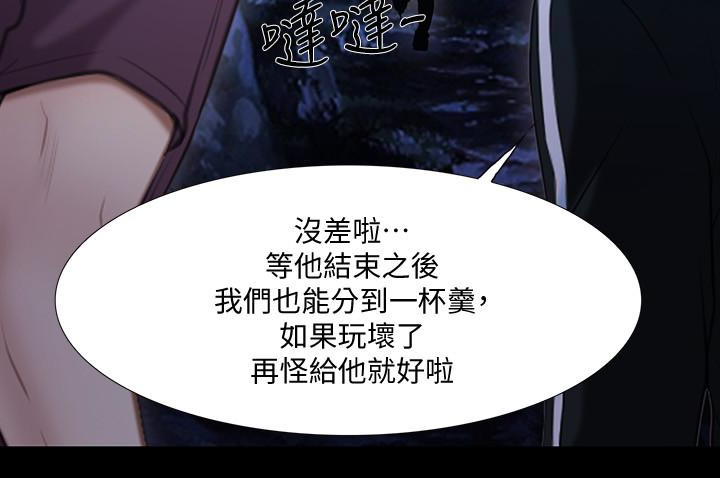 噠噠-
沒差啦…
等他結束之後
我們也能分到一杯羹，
如果玩壞了
再怪給他就好啦